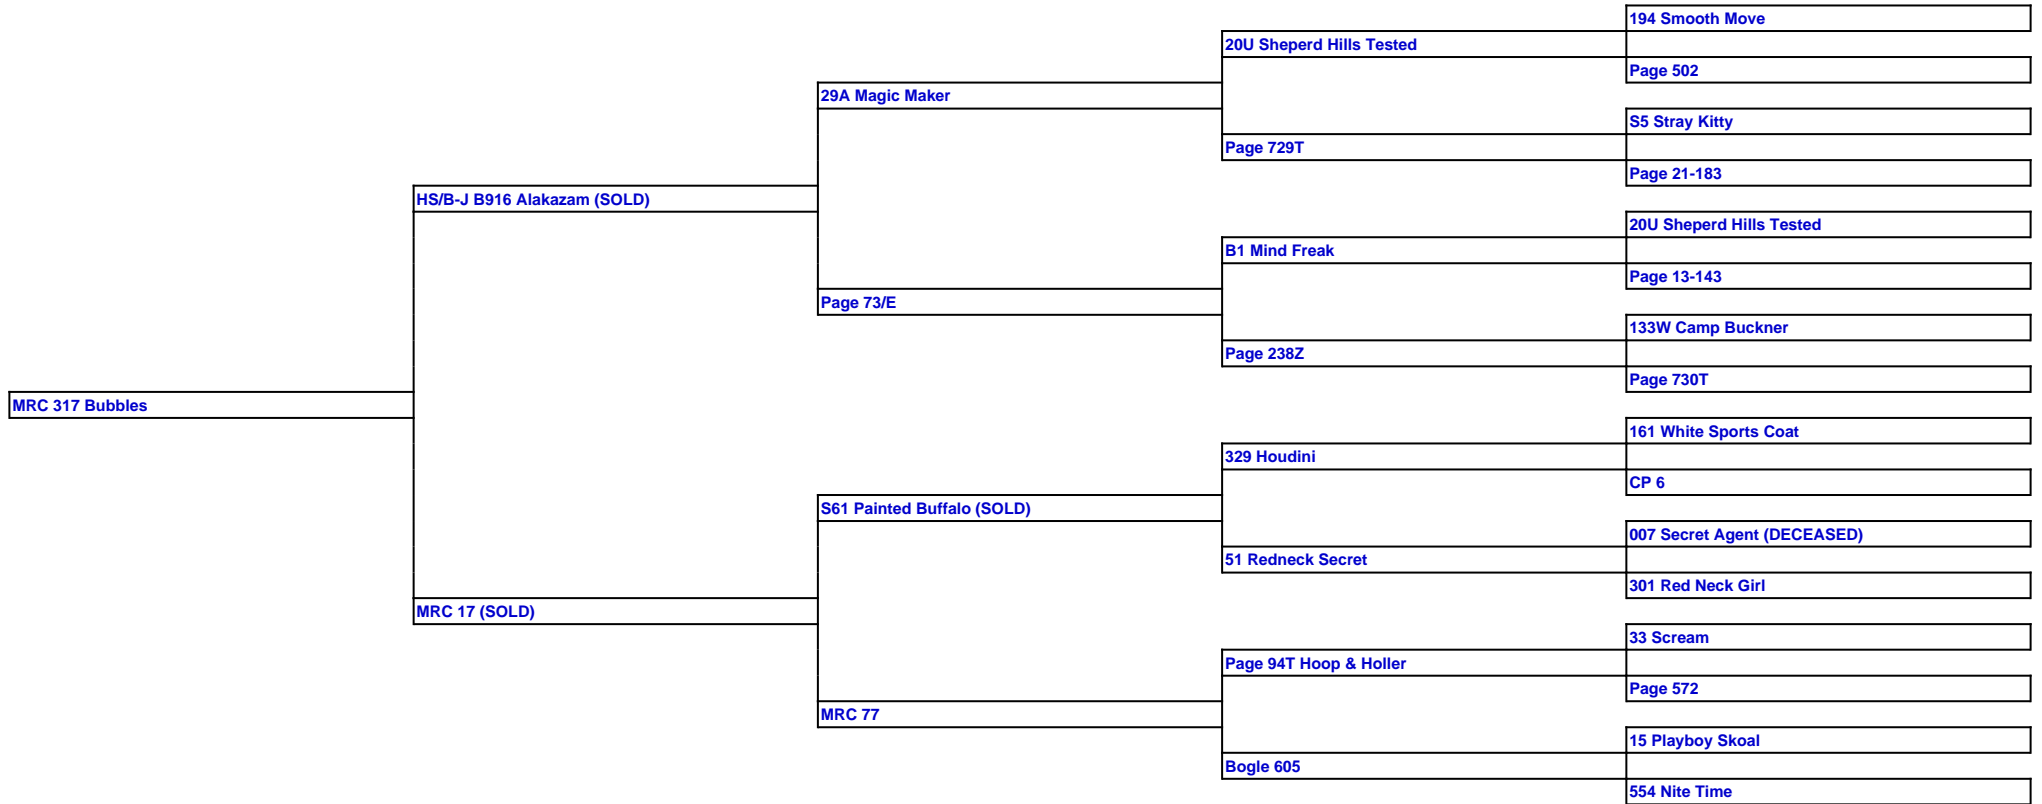 194 Smooth Move
20U Sheperd Hills Tested
Page 502
29A Magic Maker
S5 Stray Kitty
Page 729T
Page 21-183
HS/B-J B916 Alakazam (SOLD)
20U Sheperd Hills Tested
B1 Mind Freak
Page 13-143
Page 73/E
133W Camp Buckner
Page 238Z
Page 730T
MRC 317 Bubbles
161 White Sports Coat
329 Houdini
CP 6
S61 Painted Buffalo (SOLD)
007 Secret Agent (DECEASED)
51 Redneck Secret
301 Red Neck Girl
MRC 17 (SOLD)
33 Scream
Page 94T Hoop & Holler
Page 572
MRC 77
15 Playboy Skoal
Bogle 605
554 Nite Time